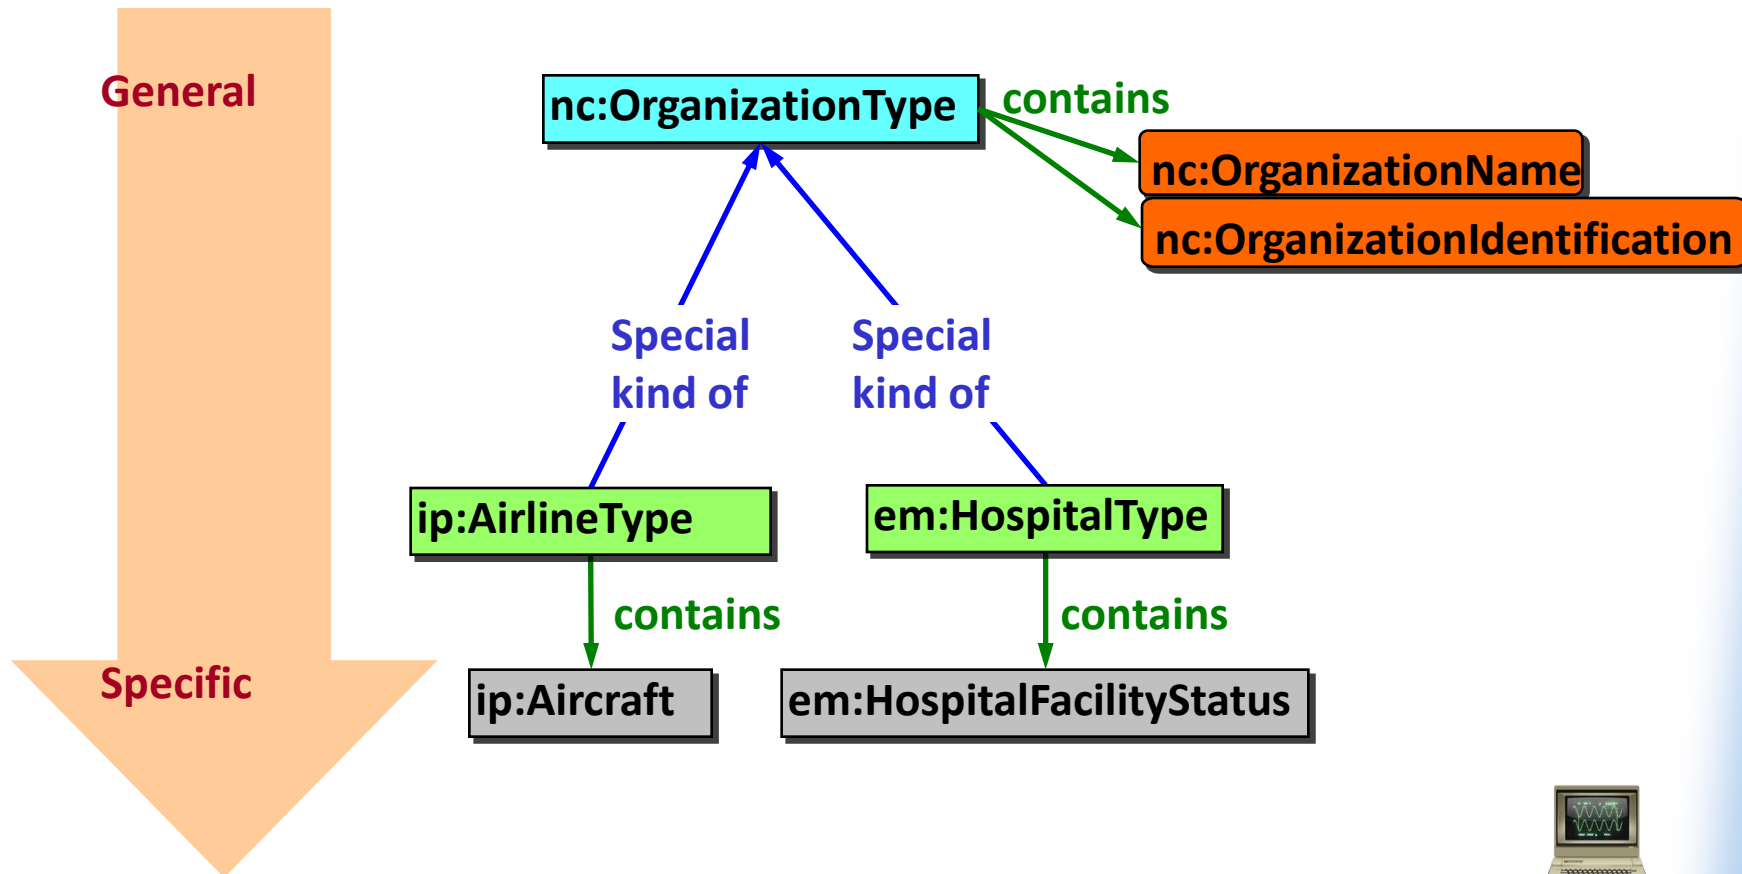 General
nc:OrganizationType
contains
nc:OrganizationName
nc:OrganizationIdentification
Special
kind of
Special
kind of
ip:AirlineType
em:HospitalType
contains
contains
Specific
ip:Aircraft
em:HospitalFacilityStatus